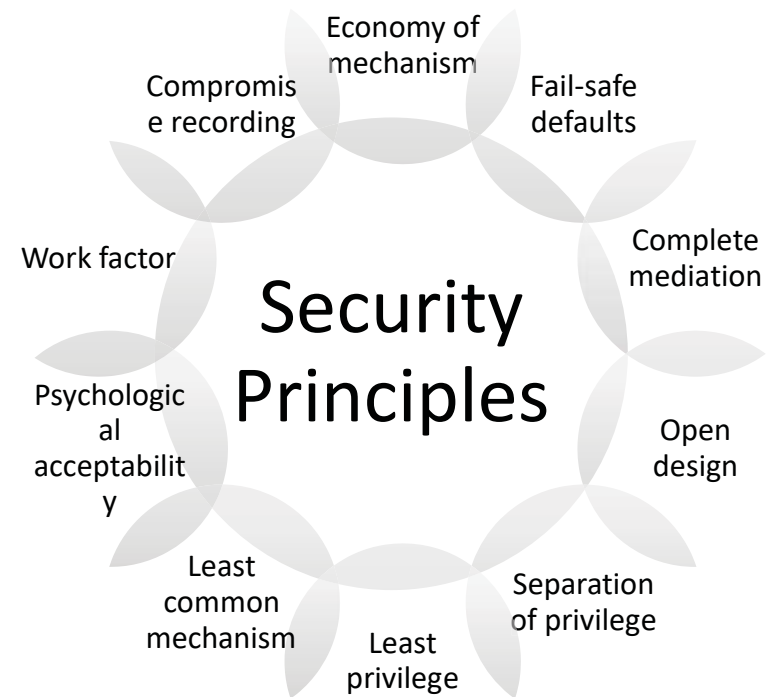 Economy of
mechanism
Fail-safe
defaults
Complete
mediation
Open
design
Separation
of privilege
Least
privilege
Least
common
mechanism
Psychologic
al
acceptabilit
y
Work factor
Compromis
e recording
Security
Principles